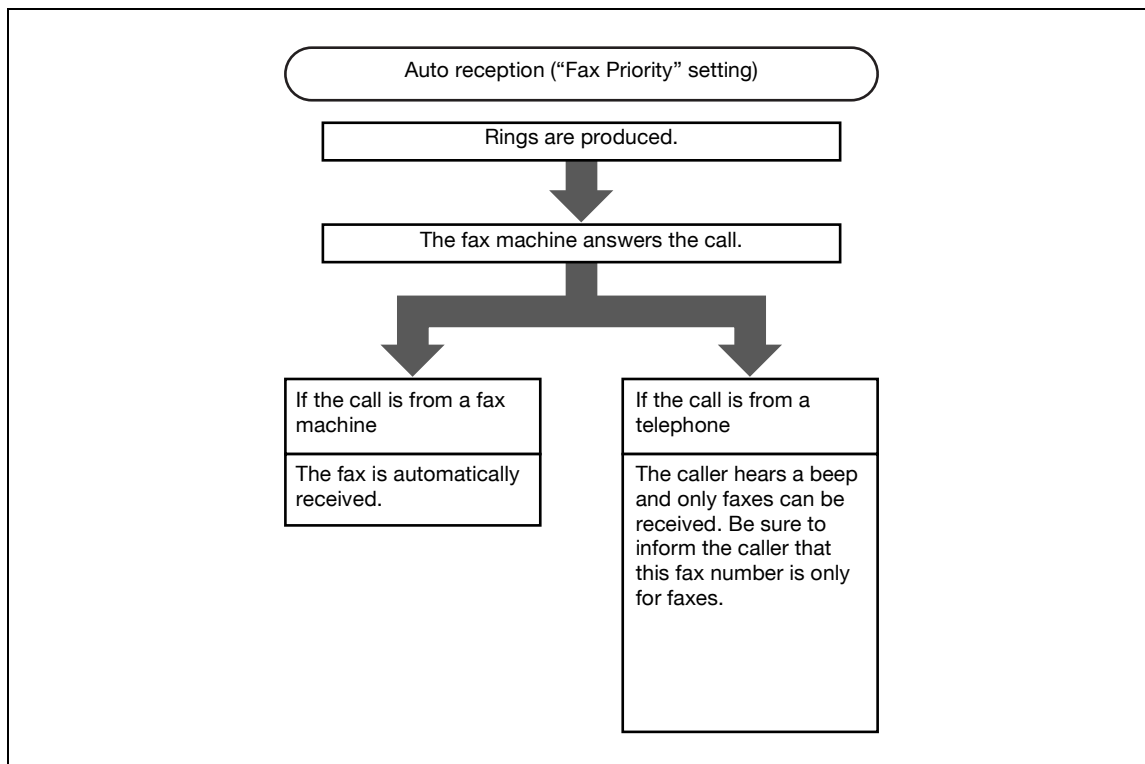 Auto reception (“Fax Priority” setting)
Rings are produced.
The fax machine answers the call.
If the call is from a fax
machine
The fax is automatically
received.
If the call is from a
telephone
The caller hears a beep
and only faxes can be
received. Be sure to
inform the caller that
this fax number is only
for faxes.